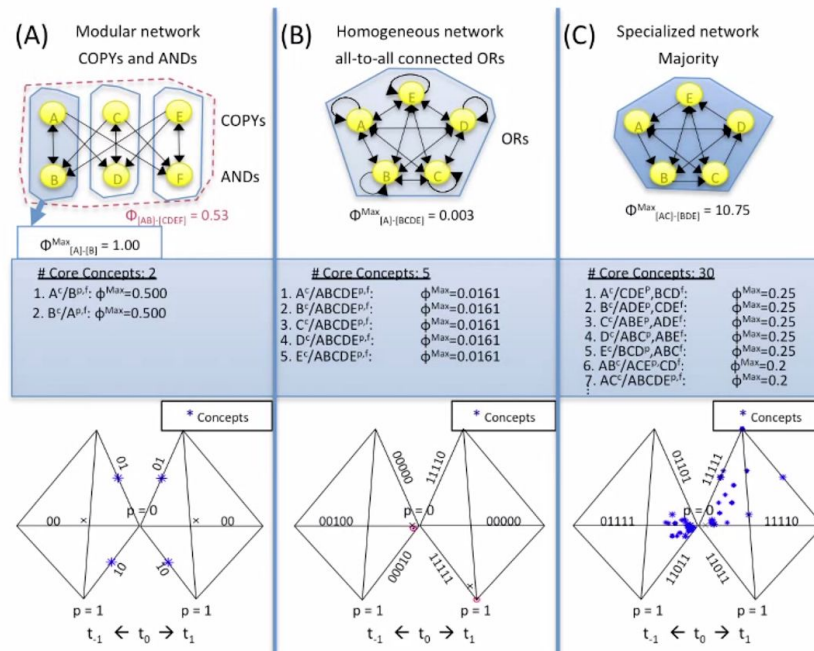 (A) Modular network
COPYs and ANDs
A C E COPYs
B D F ANDs
Φ[AB]-[CDEF] = 0.53
ΦMax[A]-[B] = 1.00
# Core Concepts: 2
1. Ac/Bp,f: ϕMax=0.500
2. Bc/Ap,f: ϕMax=0.500
* Concepts
01 01
p = 0
00 00
10 10
p = 1 p = 1
t-1 ← t0 → t1
(B) Homogeneous network
all-to-all connected ORs
E
A D
ORs
B C
ΦMax[A]-[BCDE] = 0.003
# Core Concepts: 5
1. Ac/ABCDEp,f: ϕMax=0.0161
2. Bc/ABCDEp,f: ϕMax=0.0161
3. Cc/ABCDEp,f: ϕMax=0.0161
4. Dc/ABCDEp,f: ϕMax=0.0161
5. Ec/ABCDEp,f: ϕMax=0.0161
* Concepts
00000 11110
p = 0
00100 00000
00010 11111
p = 1 p = 1
t-1 ← t0 → t1
(C) Specialized network
Majority
E
A D
B C
ΦMax[AC]-[BDE] = 10.75
# Core Concepts: 30
1. Ac/CDEP,BCDf: ϕMax=0.25
2. Bc/ADEp,CDEf: ϕMax=0.25
3. Cc/ABEp,ADEf: ϕMax=0.25
4. Dc/ABCp,ABEf: ϕMax=0.25
5. Ec/BCDp,ABCf: ϕMax=0.25
6. ABc/ACEp,CDf: ϕMax=0.2
7. ACc/ABCDEp,f: ϕMax=0.2
⋮
* Concepts
01101 11111
p = 0
01111 11110
11011 11011
p = 1 p = 1
t-1 ← t0 → t1